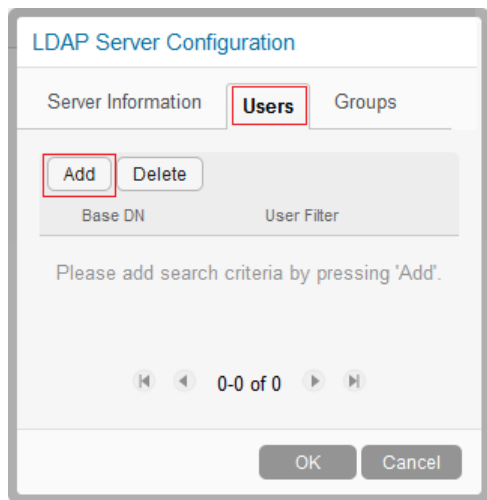 LDAP Server Configuration
Server Information Users Groups
Add Delete
Base DN User Filter
Please add search criteria by pressing 'Add'.
0-0 of 0
OK Cancel